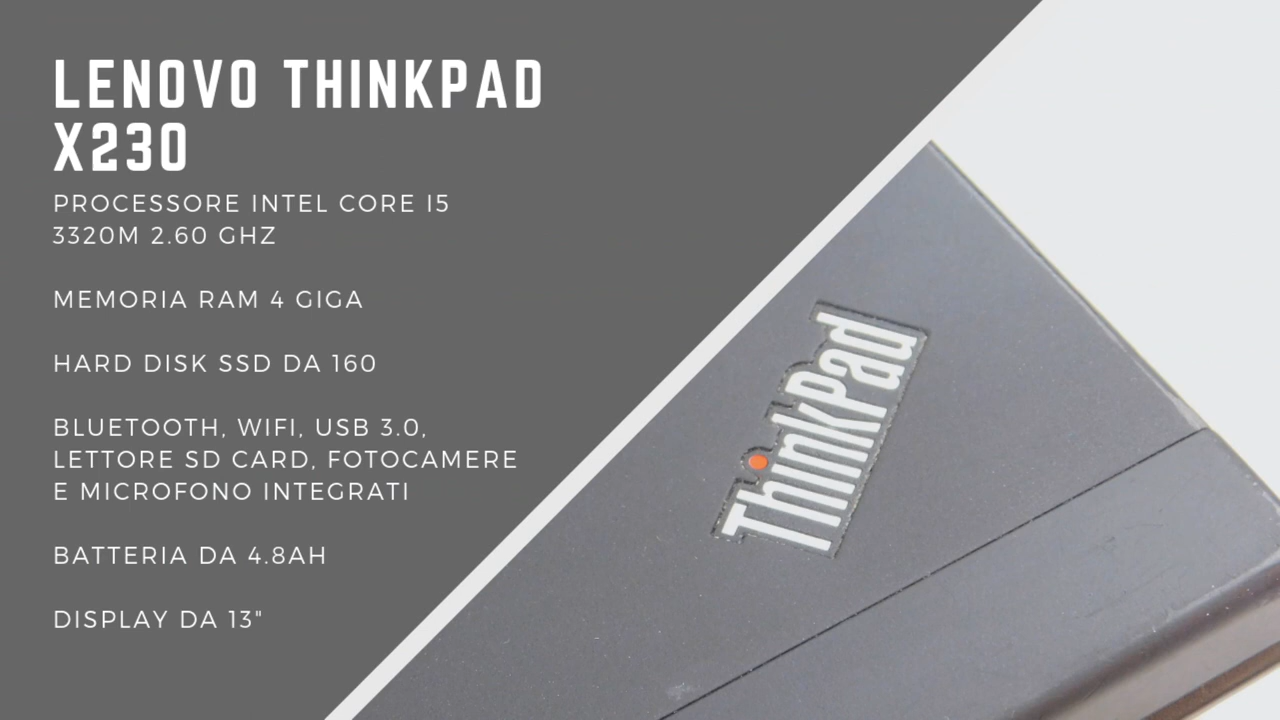 LENOVO THINKPAD
X230
PROCESSORE INTEL CORE I5
3320M 2.60 GHZ
MEMORIA RAM 4 GIGA
HARD DISK SSD DA 160
BLUETOOTH, WIFI, USB 3.0,
LETTORE SD CARD, FOTOCAMERE
E MICROFONO INTEGRATI
BATTERIA DA 4.8AH
DISPLAY DA 13"
ThinkPad